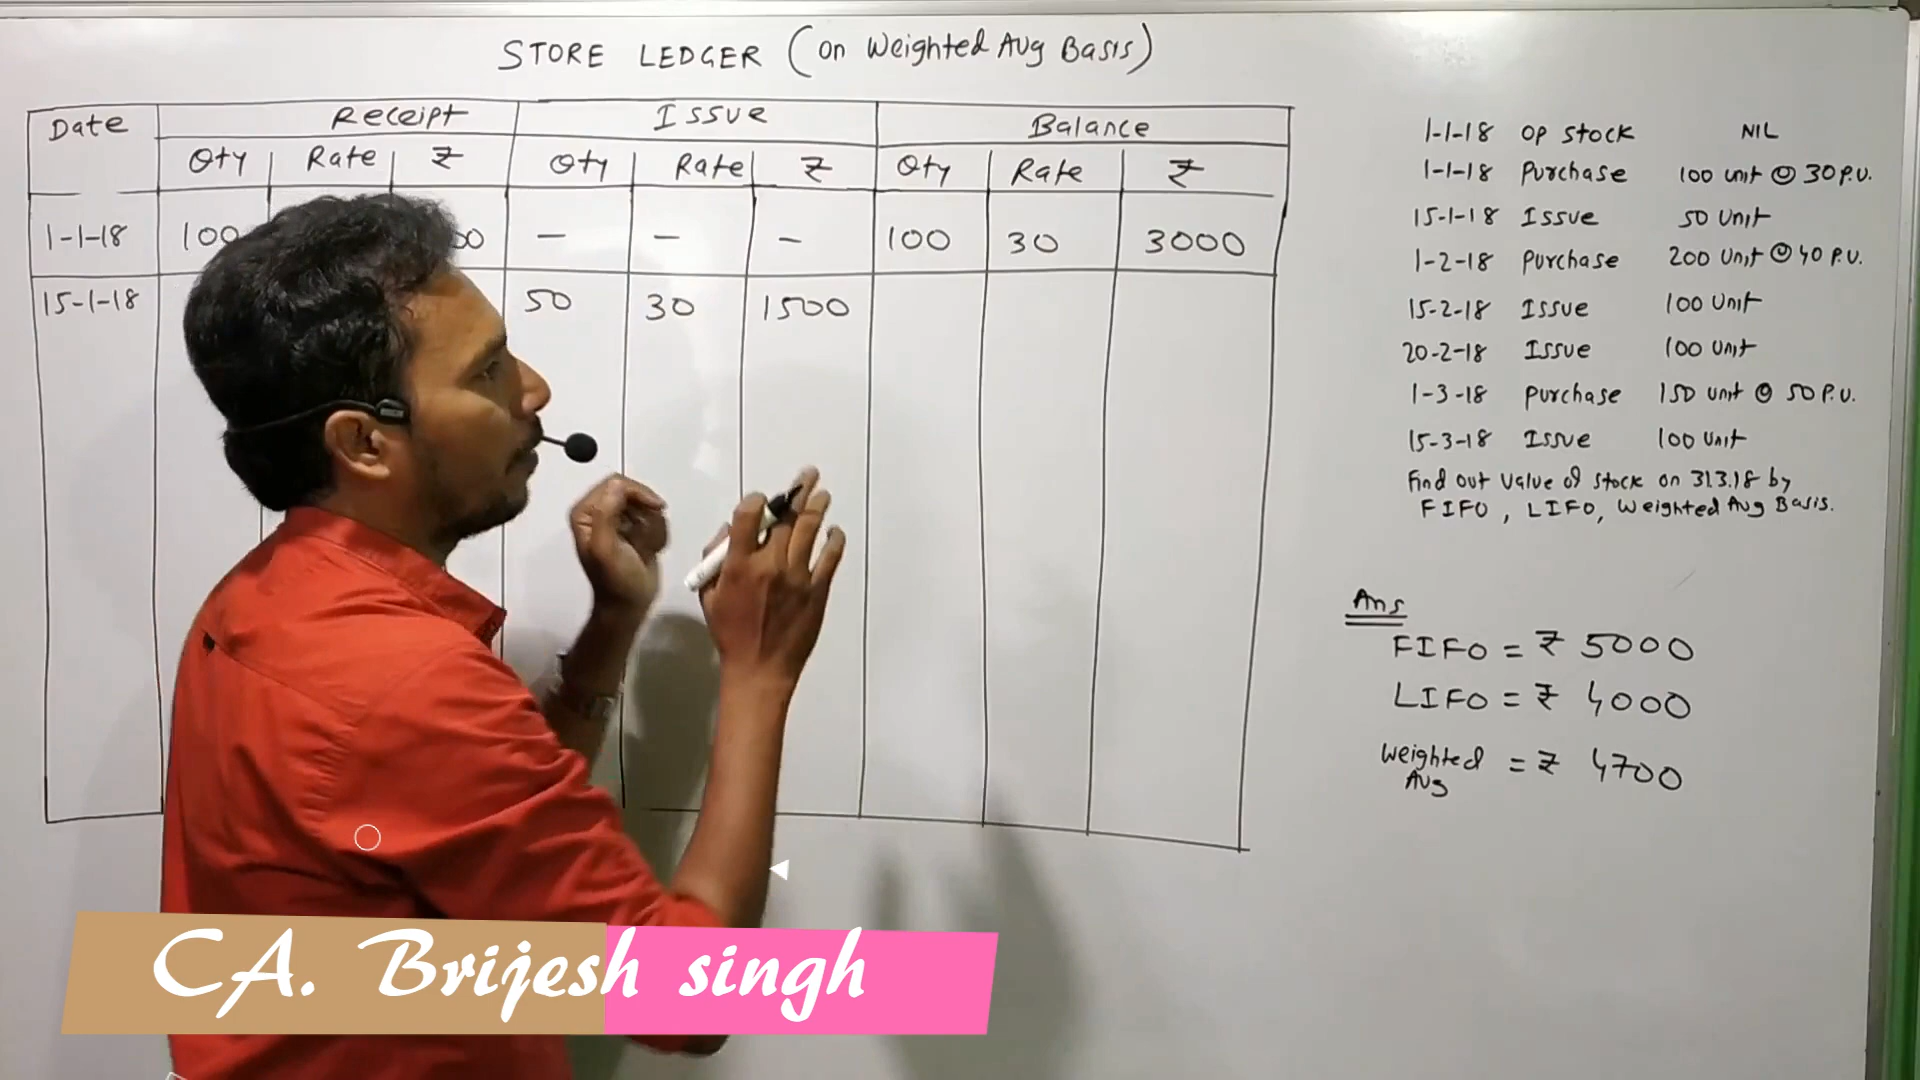 STORE LEDGER (on Weighted Avg Basis)
Date Receipt Issue Balance
Qty Rate ₹ Qty Rate ₹ Qty Rate ₹
1-1-18 100 00 - - - 100 30 3000
15-1-18 50 30 1500
1-1-18 OP Stock NIL
1-1-18 Purchase 100 unit @ 30 P.U.
15-1-18 Issue 50 Unit
1-2-18 Purchase 200 Unit @ 40 P.U.
15-2-18 Issue 100 Unit
20-2-18 Issue 100 Unit
1-3-18 Purchase 150 unit @ 50 P.U.
15-3-18 Issue 100 Unit
Find out Value of Stock on 31.3.18 by
FIFO, LIFO, Weighted Avg Basis.
Ans
FIFO = ₹ 5000
LIFO = ₹ 4000
Weighted Avg = ₹ 4700
CA. Brijesh singh